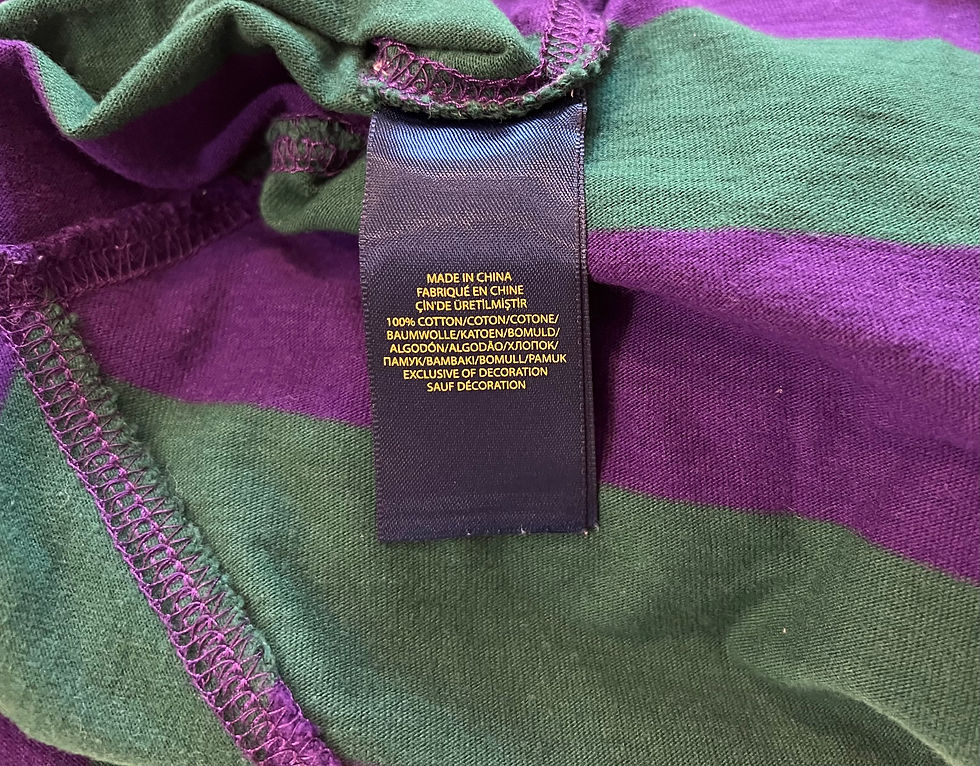 MADE IN CHINA
FABRIQUÉ EN CHINE
ÇİN'DE ÜRETİLMİŞTİR
100% COTTON/COTON/COTONE/
BAUMWOLLE/KATOEN/BOMULD/
ALGODÓN/ALGODÃO/ХЛОПОК/
ПАМУК/BAMBAKI/BOMULL/PAMUK
EXCLUSIVE OF DECORATION
SAUF DÉCORATION